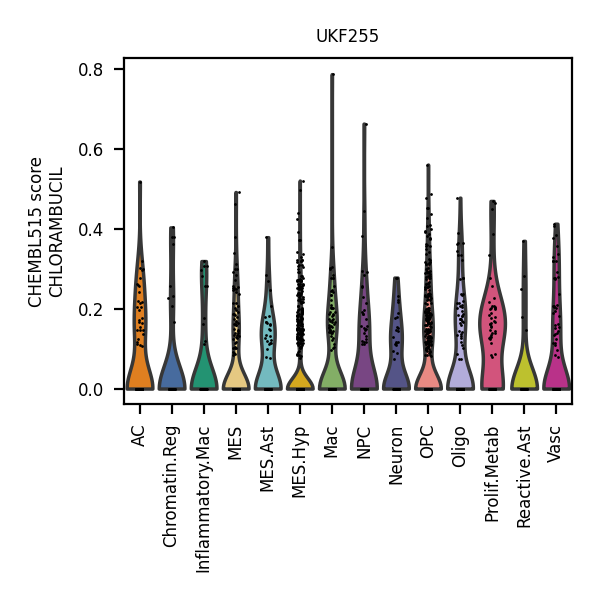 UKF255
CHEMBL515 score
CHLORAMBUCIL
0.8
0.6
0.4
0.2
0.0
AC
Chromatin.Reg
Inflammatory.Mac
MES
MES.Ast
MES.Hyp
Mac
NPC
Neuron
OPC
Oligo
Prolif.Metab
Reactive.Ast
Vasc